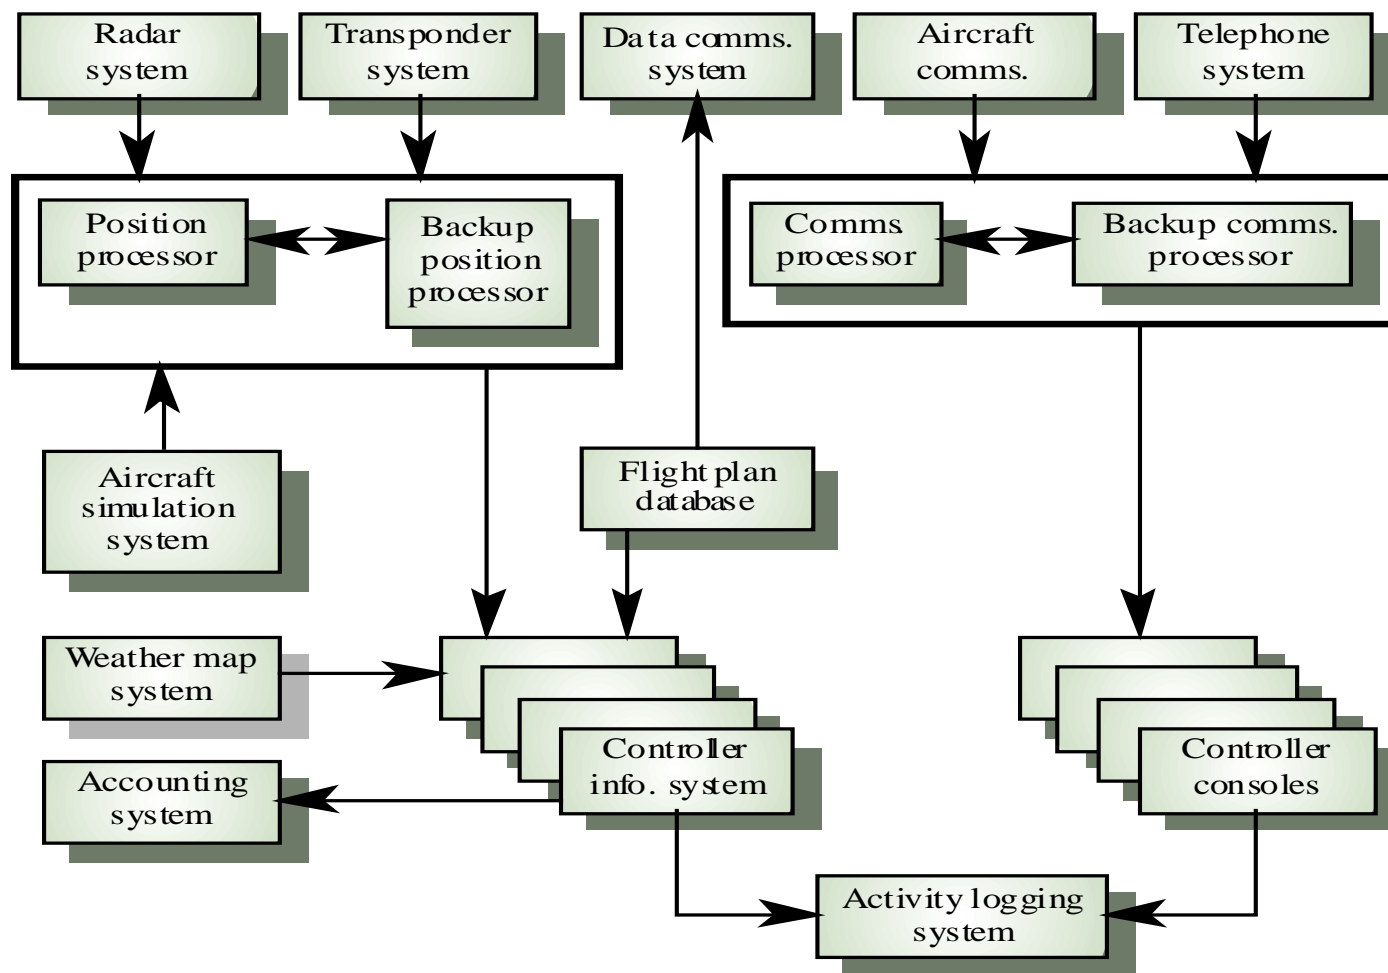 Radar
system
Transponder
system
Data comms.
system
Aircraft
comms.
Telephone
system
Position
processor
Backup
position
processor
Comms.
processor
Backup comms.
processor
Aircraft
simulation
system
Flight plan
database
Weather map
system
Accounting
system
Controller
info. system
Controller
consoles
Activity logging
system